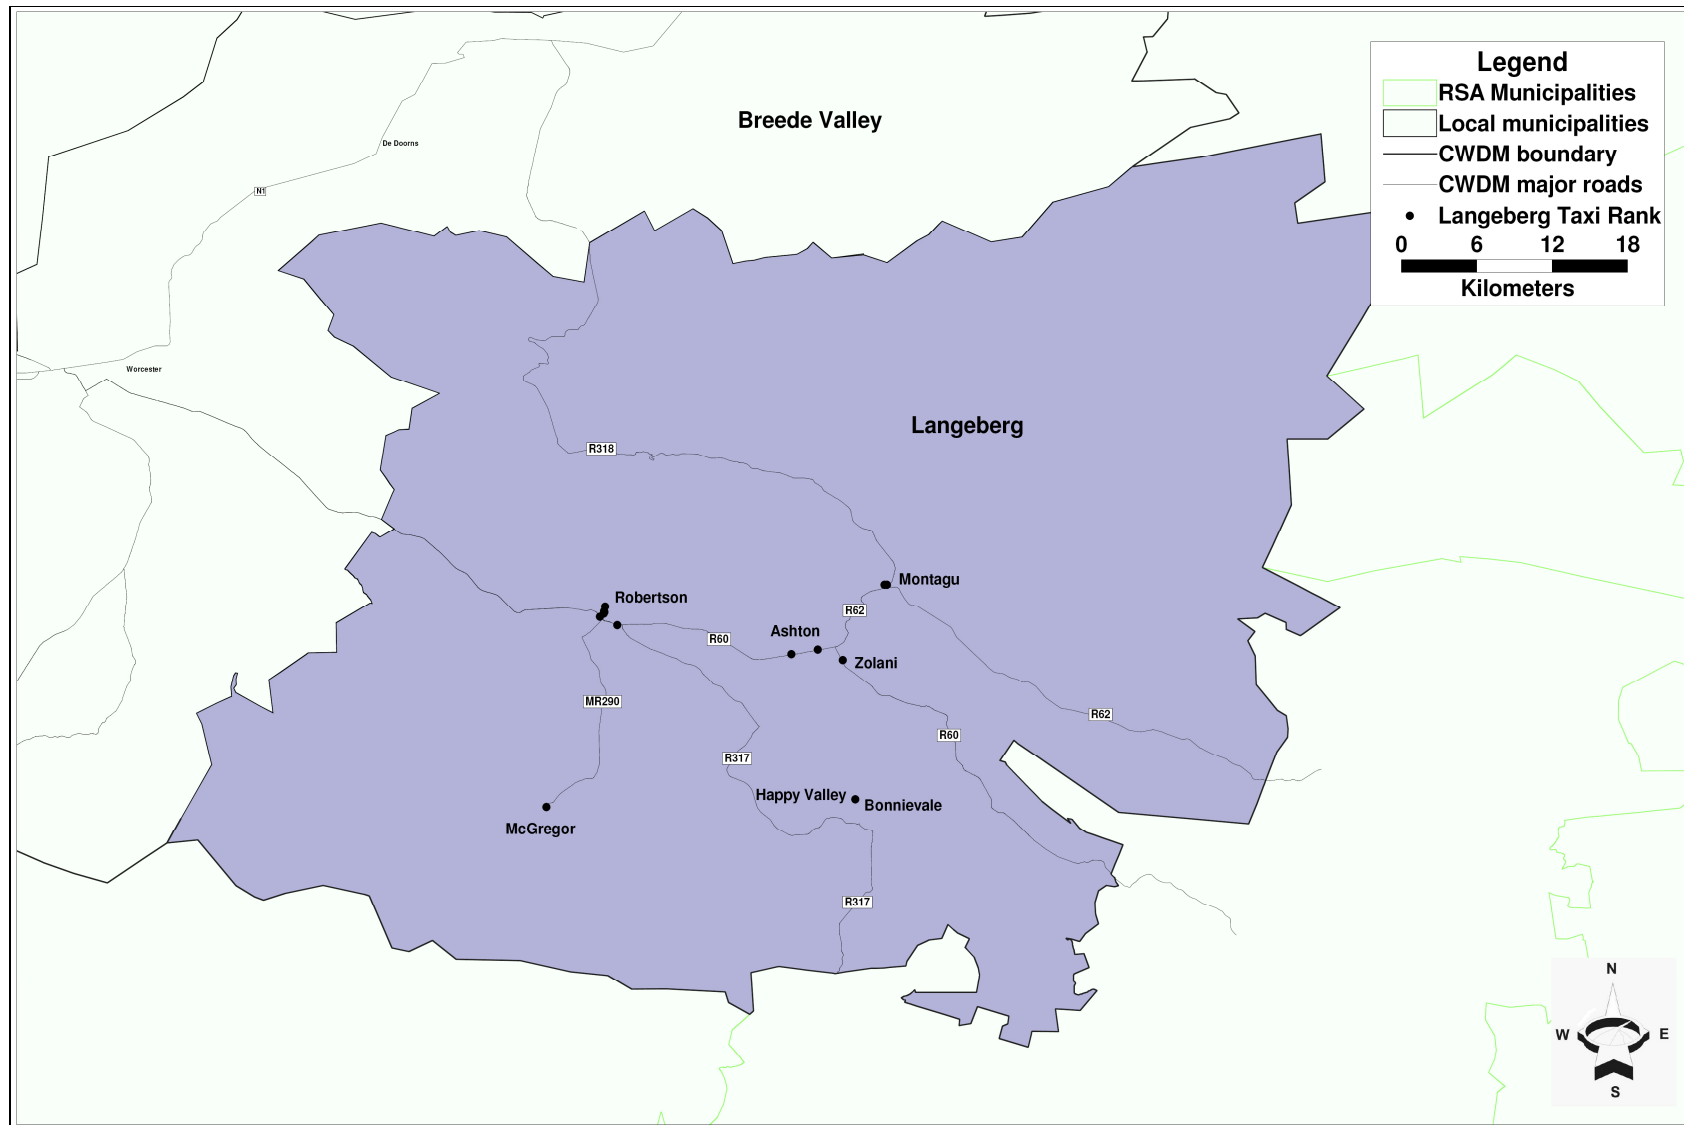 Legend
RSA Municipalities
Local municipalities
CWDM boundary
CWDM major roads
Langeberg Taxi Rank
0 6 12 18
Kilometers
Breede Valley
De Doorns
N1
Worcester
Langeberg
R318
Montagu
Robertson
R62
Ashton
R60
Zolani
MR290
R62
R60
R317
Happy Valley
Bonnievale
McGregor
R317
N
W E
S